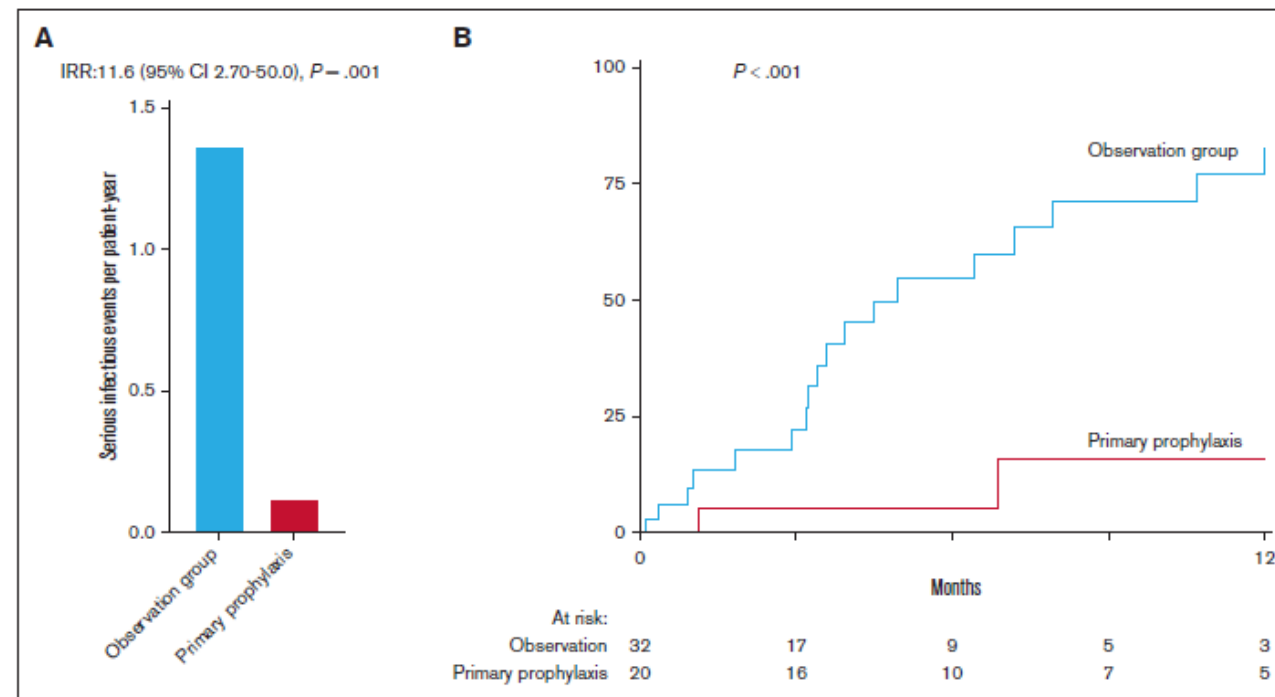 A
IRR:11.6 (95% CI 2.70-50.0), P = .001
Serious infectious events per patient-year
1.5
1.0
0.5
0.0
Observation group
Primary prophylaxis
B
P < .001
100
75
50
25
0
Observation group
Primary prophylaxis
0 12
Months
At risk:
Observation 32 17 9 5 3
Primary prophylaxis 20 16 10 7 5